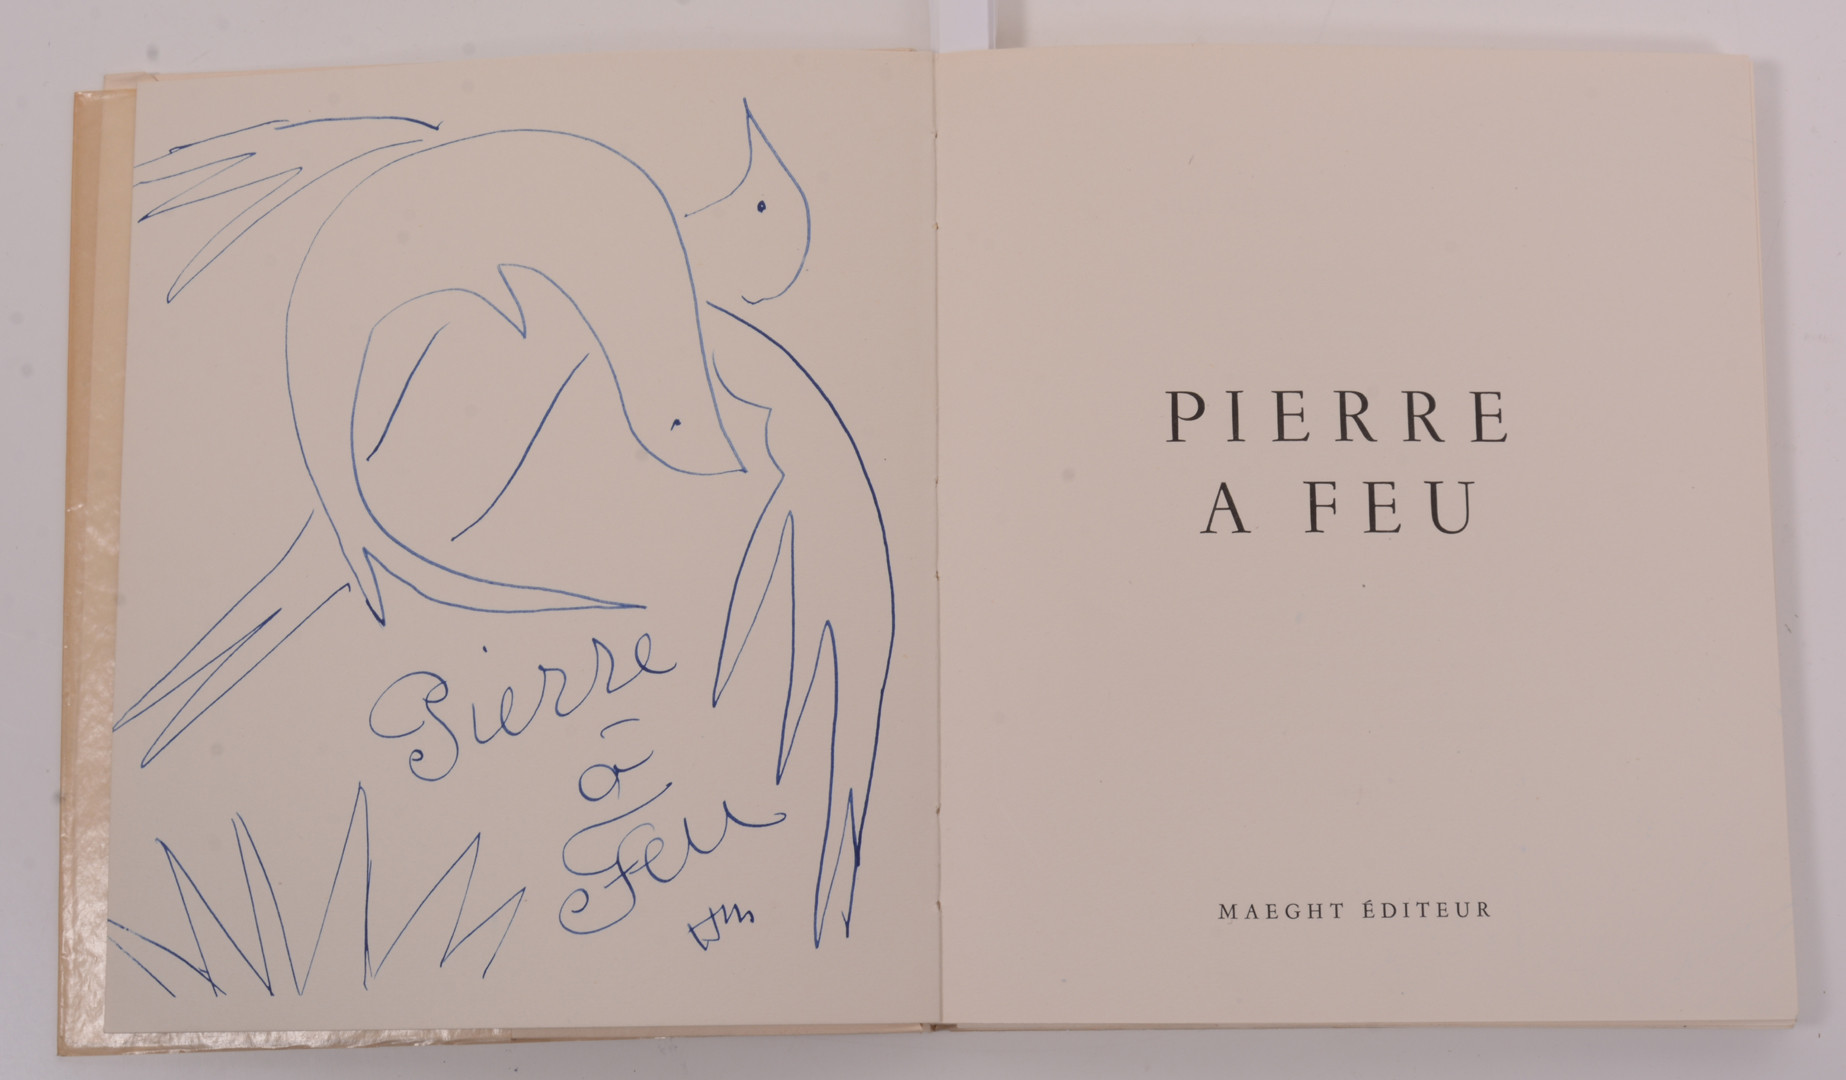 Pierre
à
Feu
HM
PIERRE
A FEU
MAEGHT ÉDITEUR